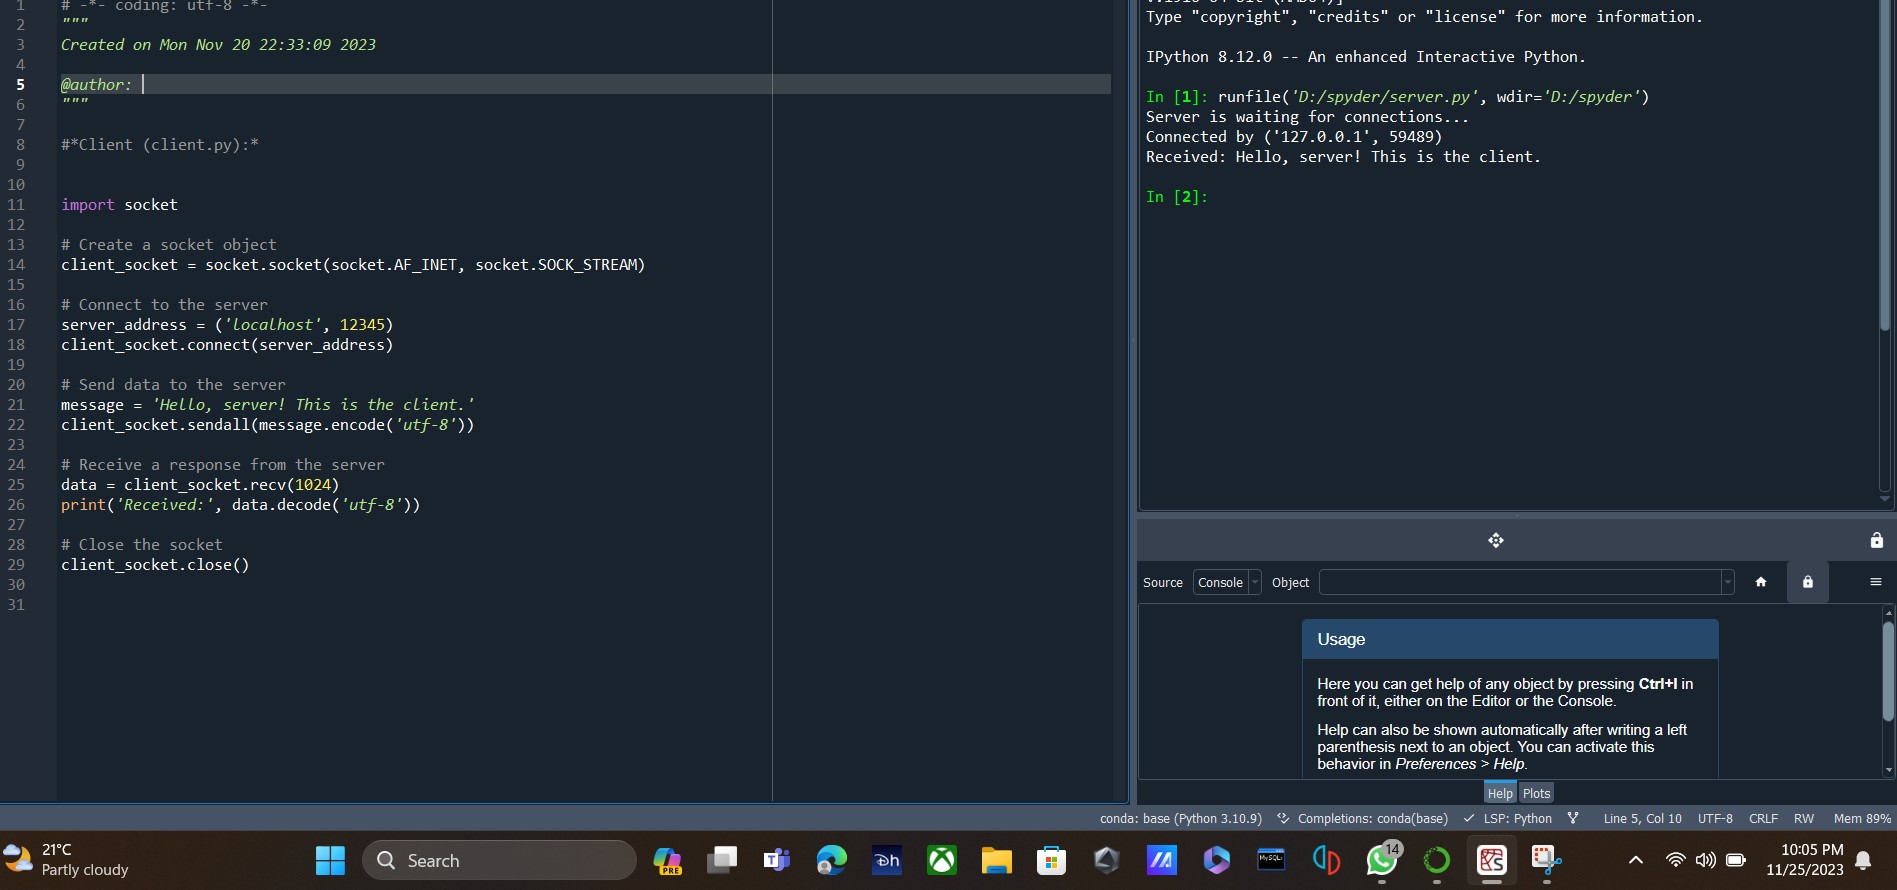 1 # -*- coding: utf-8 -*-
2 """
3 Created on Mon Nov 20 22:33:09 2023
4
5 @author:
6 """
7
8 #*Client (client.py):*
9
10
11 import socket
12
13 # Create a socket object
14 client_socket = socket.socket(socket.AF_INET, socket.SOCK_STREAM)
15
16 # Connect to the server
17 server_address = ('localhost', 12345)
18 client_socket.connect(server_address)
19
20 # Send data to the server
21 message = 'Hello, server! This is the client.'
22 client_socket.sendall(message.encode('utf-8'))
23
24 # Receive a response from the server
25 data = client_socket.recv(1024)
26 print('Received:', data.decode('utf-8'))
27
28 # Close the socket
29 client_socket.close()
30
31
Type "copyright", "credits" or "license" for more information.
IPython 8.12.0 -- An enhanced Interactive Python.
In [1]: runfile('D:/spyder/server.py', wdir='D:/spyder')
Server is waiting for connections...
Connected by ('127.0.0.1', 59489)
Received: Hello, server! This is the client.
In [2]:
Source Console Object
Usage
Here you can get help of any object by pressing Ctrl+I in
front of it, either on the Editor or the Console.
Help can also be shown automatically after writing a left
parenthesis next to an object. You can activate this
behavior in Preferences > Help.
Help Plots
conda: base (Python 3.10.9) Completions: conda(base) LSP: Python Line 5, Col 10 UTF-8 CRLF RW Mem 89%
21°C
Partly cloudy
Search
PRE
Dh
MySQL
14
10:05 PM
11/25/2023